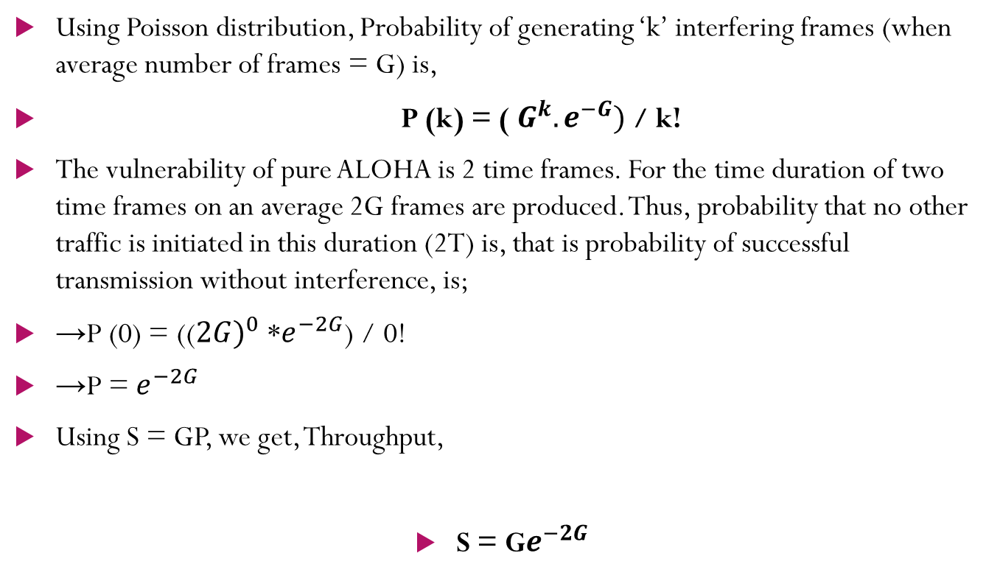 Using Poisson distribution, Probability of generating ‘k’ interfering frames (when
average number of frames = G) is,
P (k) = ( 𝑮ᵏ. 𝒆⁻ᴳ) / k!
The vulnerability of pure ALOHA is 2 time frames. For the time duration of two
time frames on an average 2G frames are produced. Thus, probability that no other
traffic is initiated in this duration (2T) is, that is probability of successful
transmission without interference, is;
→P (0) = ((2𝐺)⁰ *𝑒⁻²ᴳ) / 0!
→P = 𝑒⁻²ᴳ
Using S = GP, we get, Throughput,
S = G𝒆⁻²ᴳ